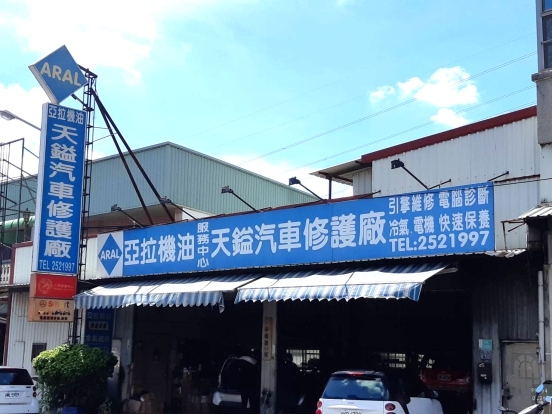 ARAL
亞拉機油
天鎰汽車修護廠
TEL 2521997
ARAL
亞拉機油
服務中心
天鎰汽車修護廠
引擎維修 電腦診斷
冷氣 電機 快速保養
TEL:2521997